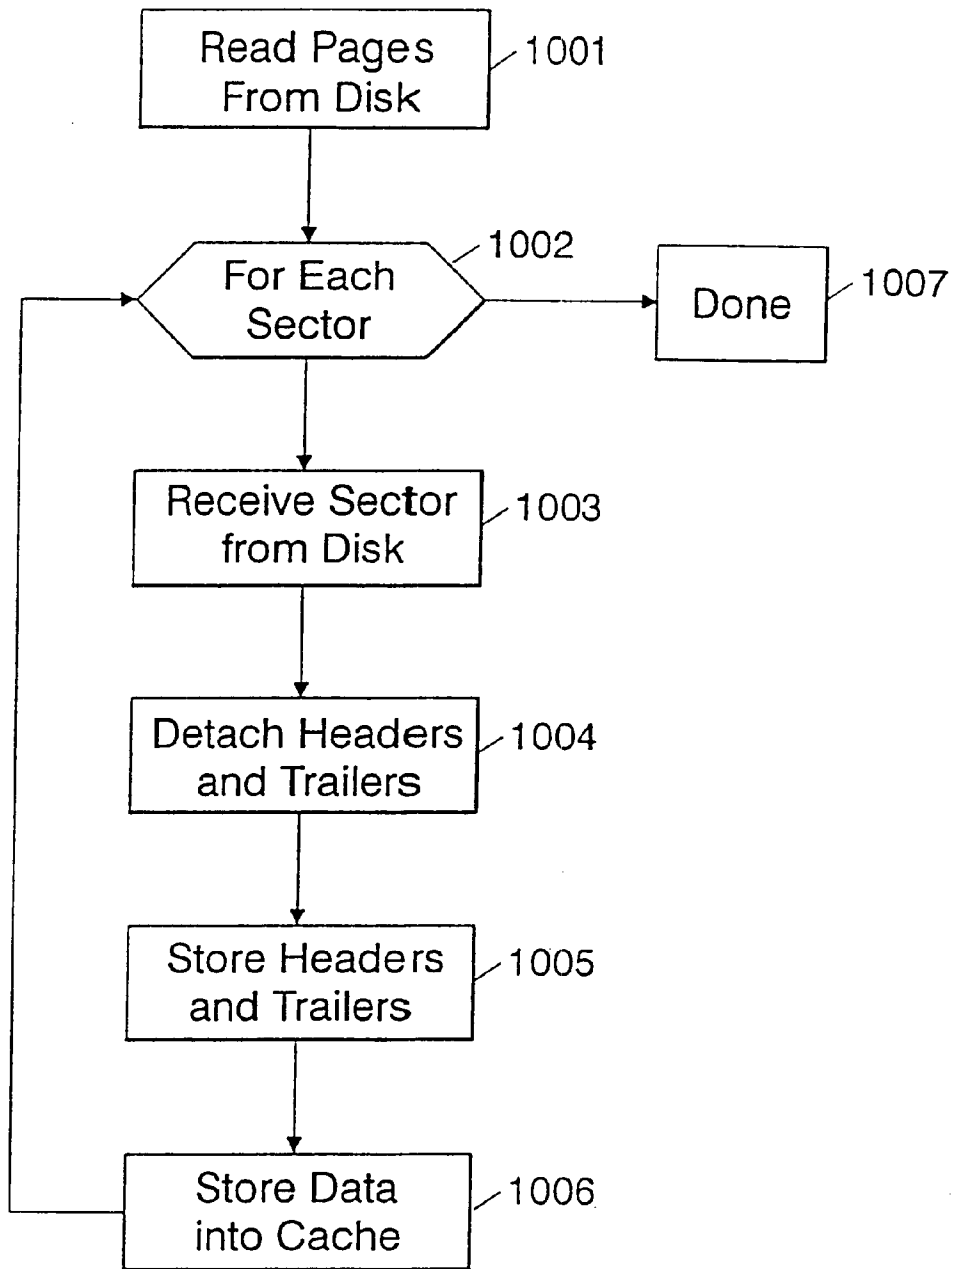 Read Pages
From Disk
1001
For Each
Sector
1002
Done
1007
Receive Sector
from Disk
1003
Detach Headers
and Trailers
1004
Store Headers
and Trailers
1005
Store Data
into Cache
1006